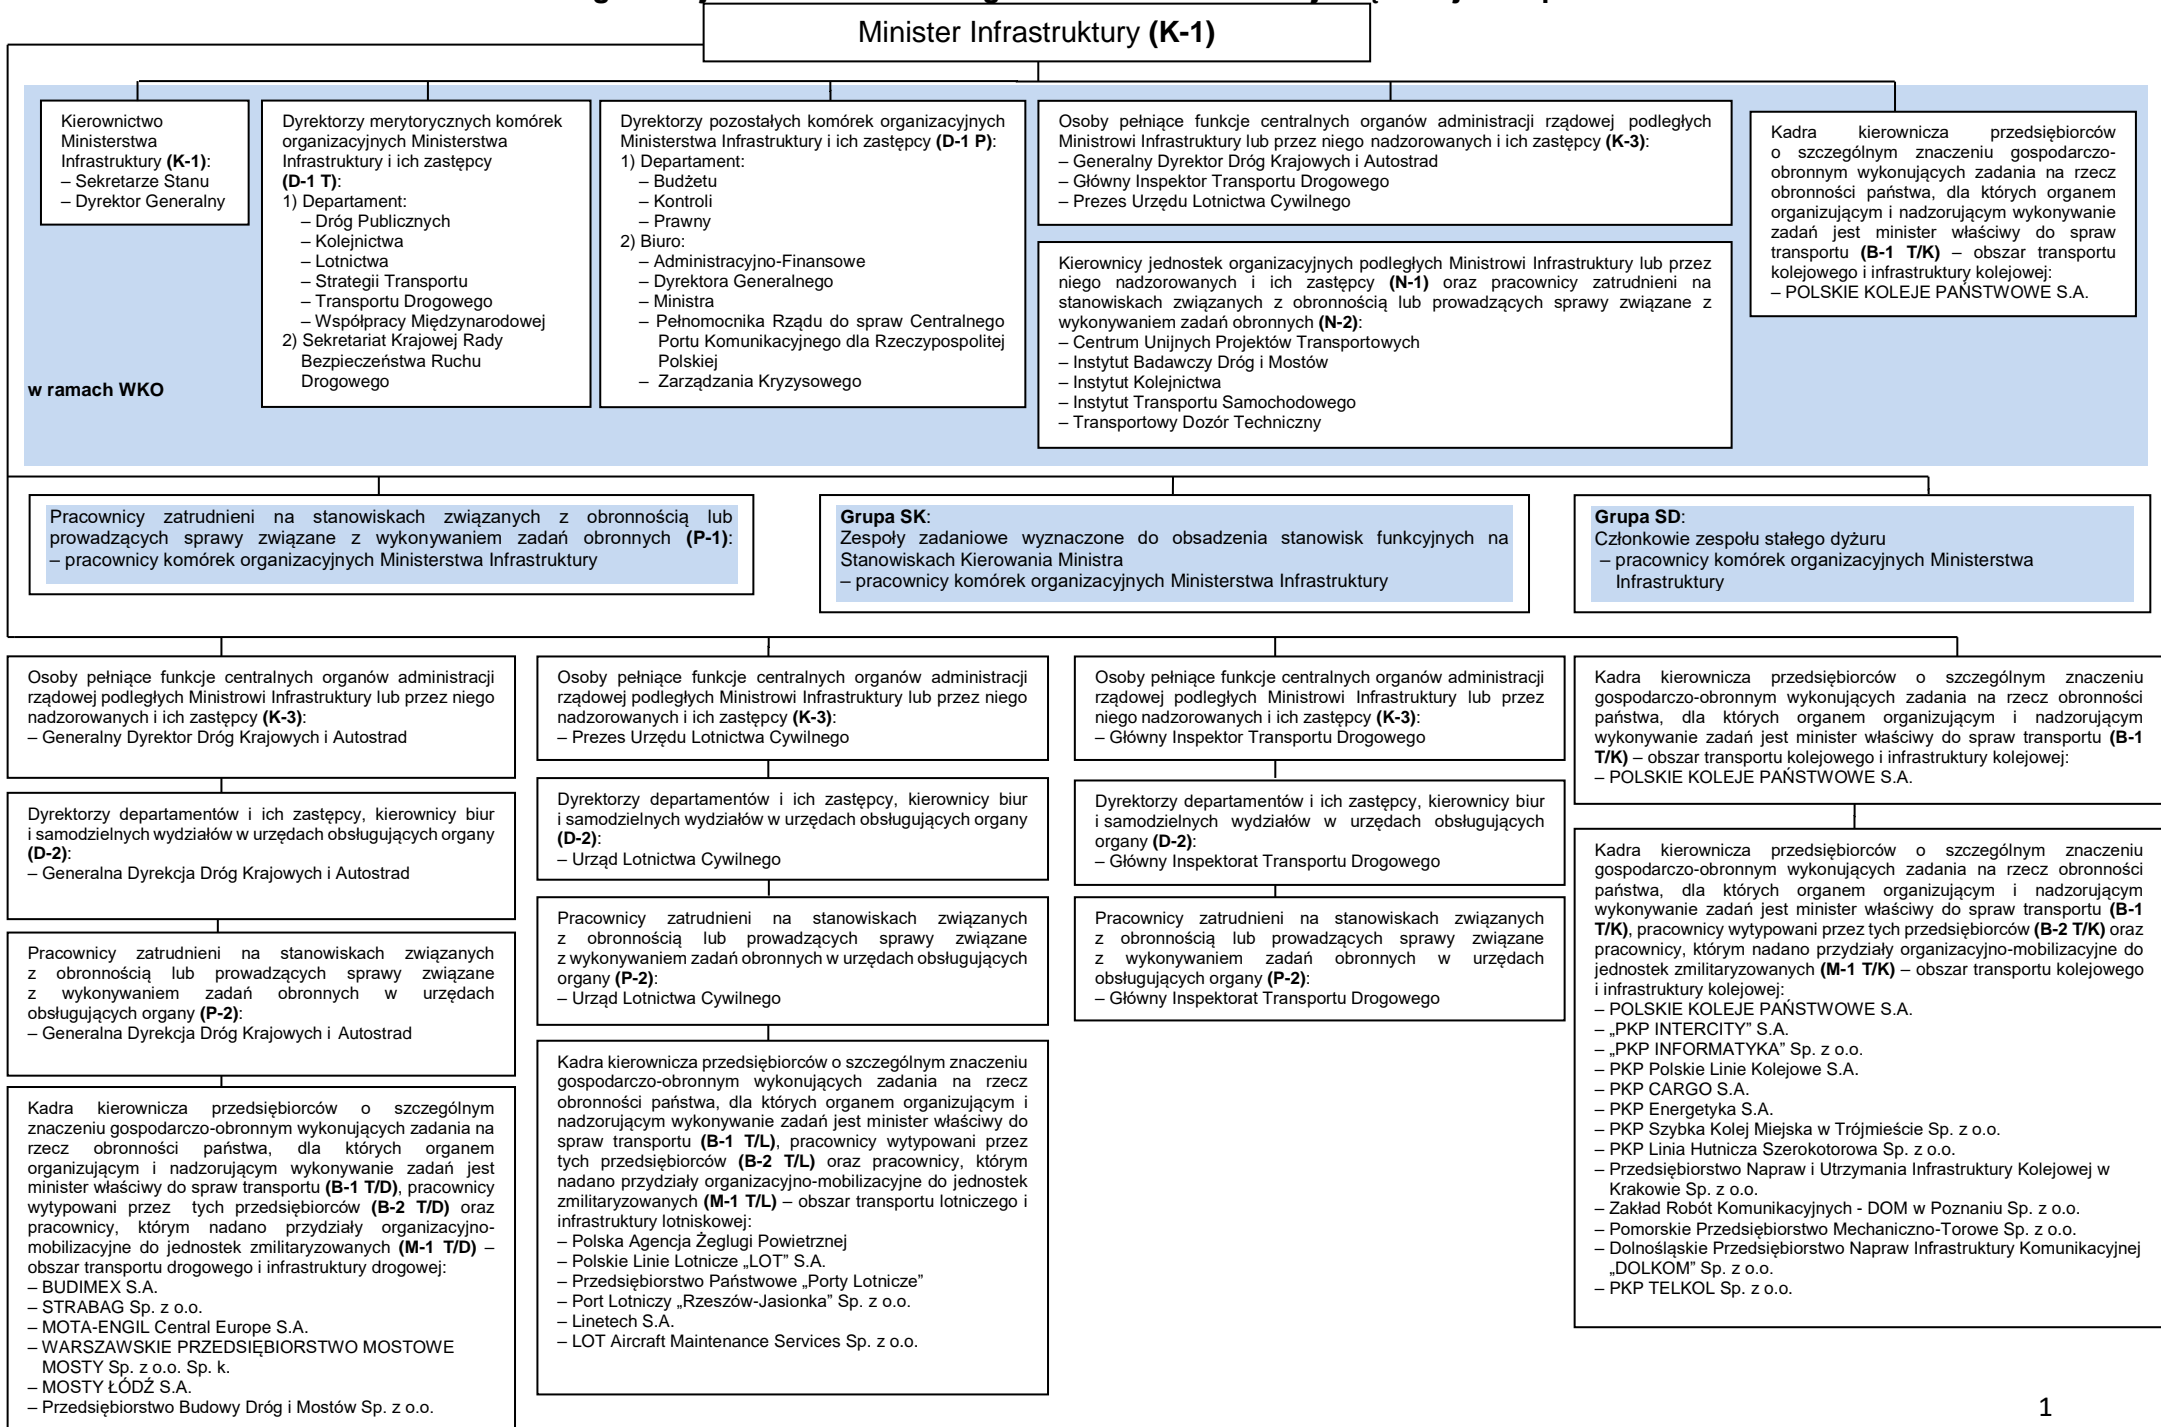 Minister Infrastruktury (K-1)
Kierownictwo
Ministerstwa
Infrastruktury (K-1):
– Sekretarze Stanu
– Dyrektor Generalny
Dyrektorzy merytorycznych komórek
organizacyjnych Ministerstwa
Infrastruktury i ich zastępcy
(D-1 T):
1) Departament:
– Dróg Publicznych
– Kolejnictwa
– Lotnictwa
– Strategii Transportu
– Transportu Drogowego
– Współpracy Międzynarodowej
2) Sekretariat Krajowej Rady
Bezpieczeństwa Ruchu
Drogowego
Dyrektorzy pozostałych komórek organizacyjnych
Ministerstwa Infrastruktury i ich zastępcy (D-1 P):
1) Departament:
– Budżetu
– Kontroli
– Prawny
2) Biuro:
– Administracyjno-Finansowe
– Dyrektora Generalnego
– Ministra
– Pełnomocnika Rządu do spraw Centralnego
Portu Komunikacyjnego dla Rzeczypospolitej
Polskiej
– Zarządzania Kryzysowego
Osoby pełniące funkcje centralnych organów administracji rządowej podległych
Ministrowi Infrastruktury lub przez niego nadzorowanych i ich zastępcy (K-3):
– Generalny Dyrektor Dróg Krajowych i Autostrad
– Główny Inspektor Transportu Drogowego
– Prezes Urzędu Lotnictwa Cywilnego
Kierownicy jednostek organizacyjnych podległych Ministrowi Infrastruktury lub przez
niego nadzorowanych i ich zastępcy (N-1) oraz pracownicy zatrudnieni na
stanowiskach związanych z obronnością lub prowadzących sprawy związane z
wykonywaniem zadań obronnych (N-2):
– Centrum Unijnych Projektów Transportowych
– Instytut Badawczy Dróg i Mostów
– Instytut Kolejnictwa
– Instytut Transportu Samochodowego
– Transportowy Dozór Techniczny
Kadra kierownicza przedsiębiorców
o szczególnym znaczeniu gospodarczo-
obronnym wykonujących zadania na rzecz
obronności państwa, dla których organem
organizującym i nadzorującym wykonywanie
zadań jest minister właściwy do spraw
transportu (B-1 T/K) – obszar transportu
kolejowego i infrastruktury kolejowej:
– POLSKIE KOLEJE PAŃSTWOWE S.A.
w ramach WKO
Pracownicy zatrudnieni na stanowiskach związanych z obronnością lub
prowadzących sprawy związane z wykonywaniem zadań obronnych (P-1):
– pracownicy komórek organizacyjnych Ministerstwa Infrastruktury
Grupa SK:
Zespoły zadaniowe wyznaczone do obsadzenia stanowisk funkcyjnych na
Stanowiskach Kierowania Ministra
– pracownicy komórek organizacyjnych Ministerstwa Infrastruktury
Grupa SD:
Członkowie zespołu stałego dyżuru
– pracownicy komórek organizacyjnych Ministerstwa
Infrastruktury
Osoby pełniące funkcje centralnych organów administracji
rządowej podległych Ministrowi Infrastruktury lub przez niego
nadzorowanych i ich zastępcy (K-3):
– Generalny Dyrektor Dróg Krajowych i Autostrad
Dyrektorzy departamentów i ich zastępcy, kierownicy biur
i samodzielnych wydziałów w urzędach obsługujących organy
(D-2):
– Generalna Dyrekcja Dróg Krajowych i Autostrad
Pracownicy zatrudnieni na stanowiskach związanych
z obronnością lub prowadzących sprawy związane
z wykonywaniem zadań obronnych w urzędach
obsługujących organy (P-2):
– Generalna Dyrekcja Dróg Krajowych i Autostrad
Kadra kierownicza przedsiębiorców o szczególnym
znaczeniu gospodarczo-obronnym wykonujących zadania na
rzecz obronności państwa, dla których organem
organizującym i nadzorującym wykonywanie zadań jest
minister właściwy do spraw transportu (B-1 T/D), pracownicy
wytypowani przez tych przedsiębiorców (B-2 T/D) oraz
pracownicy, którym nadano przydziały organizacyjno-
mobilizacyjne do jednostek zmilitaryzowanych (M-1 T/D) –
obszar transportu drogowego i infrastruktury drogowej:
– BUDIMEX S.A.
– STRABAG Sp. z o.o.
– MOTA-ENGIL Central Europe S.A.
– WARSZAWSKIE PRZEDSIĘBIORSTWO MOSTOWE
MOSTY Sp. z o.o. Sp. k.
– MOSTY ŁÓDŹ S.A.
– Przedsiębiorstwo Budowy Dróg i Mostów Sp. z o.o.
Osoby pełniące funkcje centralnych organów administracji
rządowej podległych Ministrowi Infrastruktury lub przez niego
nadzorowanych i ich zastępcy (K-3):
– Prezes Urzędu Lotnictwa Cywilnego
Dyrektorzy departamentów i ich zastępcy, kierownicy biur
i samodzielnych wydziałów w urzędach obsługujących organy
(D-2):
– Urząd Lotnictwa Cywilnego
Pracownicy zatrudnieni na stanowiskach związanych
z obronnością lub prowadzących sprawy związane
z wykonywaniem zadań obronnych w urzędach obsługujących
organy (P-2):
– Urząd Lotnictwa Cywilnego
Kadra kierownicza przedsiębiorców o szczególnym znaczeniu
gospodarczo-obronnym wykonujących zadania na rzecz
obronności państwa, dla których organem organizującym i
nadzorującym wykonywanie zadań jest minister właściwy do
spraw transportu (B-1 T/L), pracownicy wytypowani przez
tych przedsiębiorców (B-2 T/L) oraz pracownicy, którym
nadano przydziały organizacyjno-mobilizacyjne do jednostek
zmilitaryzowanych (M-1 T/L) – obszar transportu lotniczego i
infrastruktury lotniskowej:
– Polska Agencja Żeglugi Powietrznej
– Polskie Linie Lotnicze „LOT” S.A.
– Przedsiębiorstwo Państwowe „Porty Lotnicze”
– Port Lotniczy „Rzeszów-Jasionka” Sp. z o.o.
– Linetech S.A.
– LOT Aircraft Maintenance Services Sp. z o.o.
Osoby pełniące funkcje centralnych organów administracji
rządowej podległych Ministrowi Infrastruktury lub przez
niego nadzorowanych i ich zastępcy (K-3):
– Główny Inspektor Transportu Drogowego
Dyrektorzy departamentów i ich zastępcy, kierownicy biur
i samodzielnych wydziałów w urzędach obsługujących
organy (D-2):
– Główny Inspektorat Transportu Drogowego
Pracownicy zatrudnieni na stanowiskach związanych
z obronnością lub prowadzących sprawy związane
z wykonywaniem zadań obronnych w urzędach
obsługujących organy (P-2):
– Główny Inspektorat Transportu Drogowego
Kadra kierownicza przedsiębiorców o szczególnym znaczeniu
gospodarczo-obronnym wykonujących zadania na rzecz obronności
państwa, dla których organem organizującym i nadzorującym
wykonywanie zadań jest minister właściwy do spraw transportu (B-1
T/K) – obszar transportu kolejowego i infrastruktury kolejowej:
– POLSKIE KOLEJE PAŃSTWOWE S.A.
Kadra kierownicza przedsiębiorców o szczególnym znaczeniu
gospodarczo-obronnym wykonujących zadania na rzecz obronności
państwa, dla których organem organizującym i nadzorującym
wykonywanie zadań jest minister właściwy do spraw transportu (B-1
T/K), pracownicy wytypowani przez tych przedsiębiorców (B-2 T/K) oraz
pracownicy, którym nadano przydziały organizacyjno-mobilizacyjne do
jednostek zmilitaryzowanych (M-1 T/K) – obszar transportu kolejowego
i infrastruktury kolejowej:
– POLSKIE KOLEJE PAŃSTWOWE S.A.
– „PKP INTERCITY” S.A.
– „PKP INFORMATYKA” Sp. z o.o.
– PKP Polskie Linie Kolejowe S.A.
– PKP CARGO S.A.
– PKP Energetyka S.A.
– PKP Szybka Kolej Miejska w Trójmieście Sp. z o.o.
– PKP Linia Hutnicza Szerokotorowa Sp. z o.o.
– Przedsiębiorstwo Napraw i Utrzymania Infrastruktury Kolejowej w
Krakowie Sp. z o.o.
– Zakład Robót Komunikacyjnych - DOM w Poznaniu Sp. z o.o.
– Pomorskie Przedsiębiorstwo Mechaniczno-Torowe Sp. z o.o.
– Dolnośląskie Przedsiębiorstwo Napraw Infrastruktury Komunikacyjnej
„DOLKOM” Sp. z o.o.
– PKP TELKOL Sp. z o.o.
1